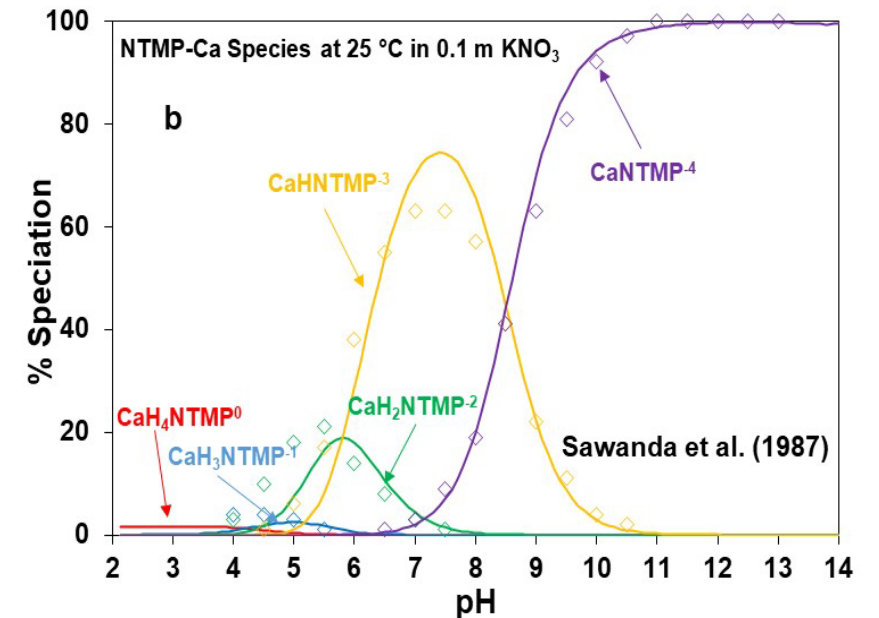 NTMP-Ca Species at 25 °C in 0.1 m KNO3
b
% Speciation
100
80
60
40
20
0
CaHNTMP-3
CaNTMP-4
CaH2NTMP-2
CaH4NTMP0
CaH3NTMP-1
Sawanda et al. (1987)
2 3 4 5 6 7 8 9 10 11 12 13 14
pH